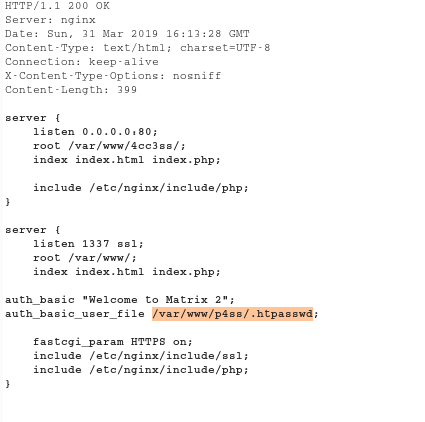 HTTP/1.1 200 OK
Server: nginx
Date: Sun, 31 Mar 2019 16:13:28 GMT
Content-Type: text/html; charset=UTF-8
Connection: keep-alive
X-Content-Type-Options: nosniff
Content-Length: 399
server {
listen 0.0.0.0:80;
root /var/www/4cc3ss/;
index index.html index.php;
include /etc/nginx/include/php;
}
server {
listen 1337 ssl;
root /var/www/;
index index.html index.php;
auth_basic "Welcome to Matrix 2";
auth_basic_user_file /var/www/p4ss/.htpasswd;
fastcgi_param HTTPS on;
include /etc/nginx/include/ssl;
include /etc/nginx/include/php;
}